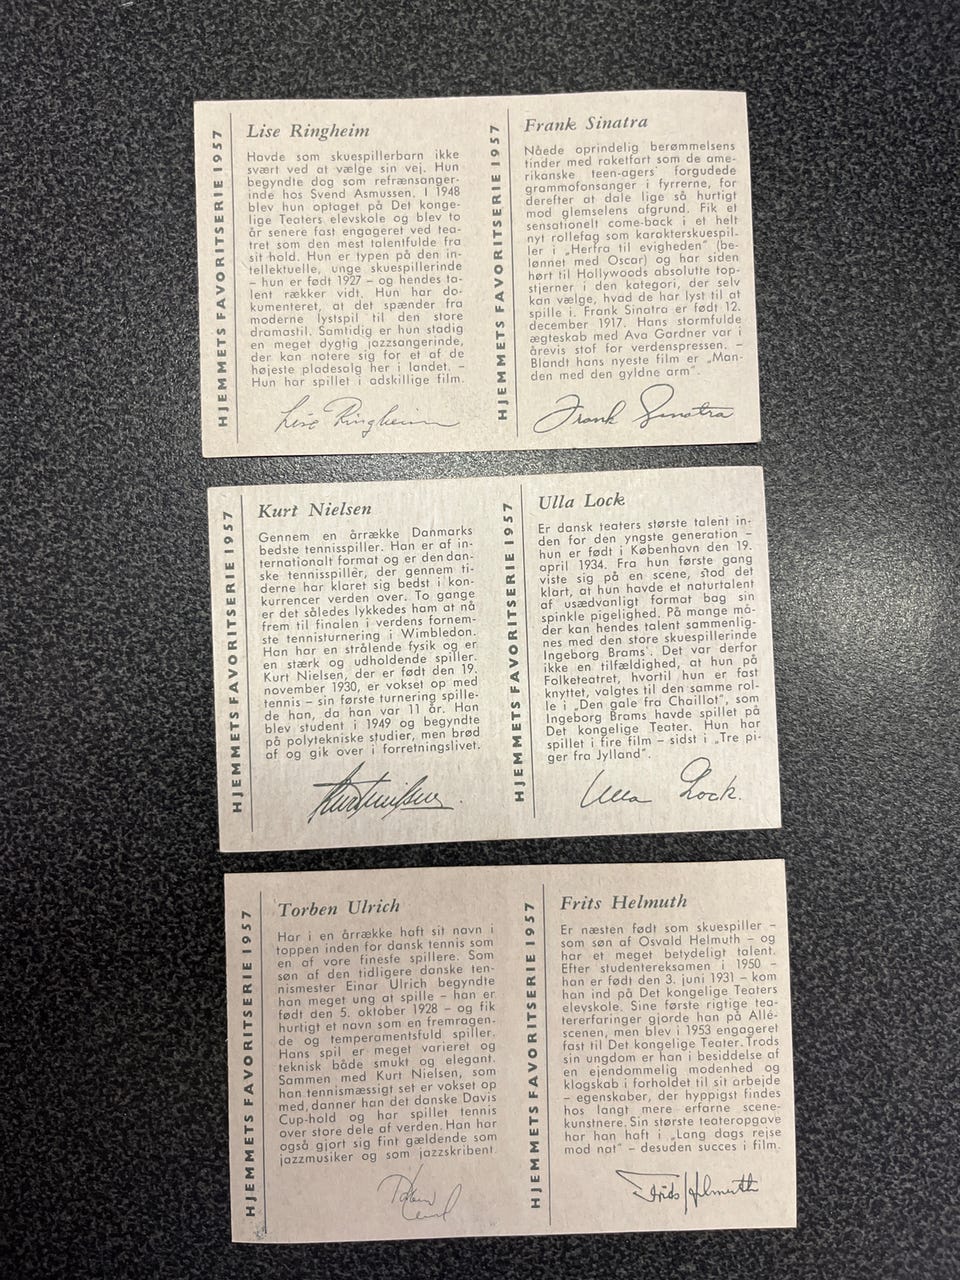 HJEMMETS FAVORITSERIE 1957
Lise Ringheim
Havde som skuespillerbarn ikke
svært ved at vælge sin vej. Hun
begyndte dog som refrænsanger-
inde hos Svend Asmussen. I 1948
blev hun optaget på Det konge-
lige Teaters elevskole og blev to
år senere fast engageret ved tea-
tret som den mest talentfulde fra
sit hold. Hun er typen på den in-
tellektuelle, unge skuespillerinde
– hun er født 1927 – og hendes ta-
lent rækker vidt. Hun har do-
kumenteret, at det spænder fra
moderne lystspil til den store
dramastil. Samtidig er hun stadig
en meget dygtig jazzsangerinde,
der kan notere sig for et af de
højeste pladesalg her i landet. –
Hun har spillet i adskillige film.
Lise Ringheim
HJEMMETS FAVORITSERIE 1957
Frank Sinatra
Nåede oprindelig berømmelsens
tinder med raketfart som de ame-
rikanske teen-agers' forgudede
grammofonsanger i fyrrerne, for
derefter at dale lige så hurtigt
mod glemselens afgrund. Fik et
sensationelt come-back i et helt
nyt rollefag som karakterskuespil-
ler i „Herfra til evigheden" (be-
lønnet med Oscar) og har siden
hørt til Hollywoods absolutte top-
stjerner i den kategori, der selv
kan vælge, hvad de har lyst til at
spille i. Frank Sinatra er født 12.
december 1917. Hans stormfulde
ægteskab med Ava Gardner var i
årevis stof for verdenspressen. –
Blandt hans nyeste film er „Man-
den med den gyldne arm". –
Frank Sinatra
HJEMMETS FAVORITSERIE 1957
Kurt Nielsen
Gennem en årrække Danmarks
bedste tennisspiller. Han er af in-
ternationalt format og er den dan-
ske tennisspiller, der gennem ti-
derne har klaret sig bedst i kon-
kurrencer verden over. To gange
er det således lykkedes ham at nå
frem til finalen i verdens fornem-
ste tennisturnering i Wimbledon.
Han har en strålende fysik og er
en stærk og udholdende spiller.
Kurt Nielsen, der er født den 19.
november 1930, er vokset op med
tennis – sin første turnering spille-
de han, da han var 11 år. Han
blev student i 1949 og begyndte
på polytekniske studier, men brød
af og gik over i forretningslivet.
Kurt Nielsen.
HJEMMETS FAVORITSERIE 1957
Ulla Lock
Er dansk teaters største talent in-
den for den yngste generation –
hun er født i København den 19.
april 1934. Fra hun første gang
viste sig på en scene, stod det
klart, at hun havde et naturtalent
af usædvanligt format bag sin
spinkle pigelighed. På mange må-
der kan hendes talent sammenlig-
nes med den store skuespillerinde
Ingeborg Brams'. Det var derfor
ikke en tilfældighed, at hun på
Folketeatret, hvortil hun er fast
knyttet, valgtes til den samme rol-
le i „Den gale fra Chaillot", som
Ingeborg Brams havde spillet på
Det kongelige Teater. Hun har
spillet i fire film – sidst i „Tre pi-
ger fra Jylland".
Ulla Lock.
HJEMMETS FAVORITSERIE 1957
Torben Ulrich
Har i en årrække haft sit navn i
toppen inden for dansk tennis som
en af vore fineste spillere. Som
søn af den tidligere danske ten-
nismester Einar Ulrich begyndte
han meget ung at spille – han er
født den 5. oktober 1928 – og fik
hurtigt et navn som en fremragen-
de og temperamentsfuld spiller.
Hans spil er meget varieret og
teknisk både smukt og elegant.
Sammen med Kurt Nielsen, som
han tennismæssigt set er vokset op
med, danner han det danske Davis
Cup-hold og har spillet tennis
over store dele af verden. Han har
også gjort sig fint gældende som
jazzmusiker og som jazzskribent.
Torben
Ulrich
HJEMMETS FAVORITSERIE 1957
Frits Helmuth
Er næsten født som skuespiller –
som søn af Osvald Helmuth – og
har et meget betydeligt talent.
Efter studentereksamen i 1950 –
han er født den 3. juni 1931 – kom
han ind på Det kongelige Teaters
elevskole. Sine første rigtige tea-
tererfaringer gjorde han på Allé-
scenen, men blev i 1953 engageret
fast til Det kongelige Teater. Trods
sin ungdom er han i besiddelse af
en ejendommelig modenhed og
klogskab i forholdet til sit arbejde
– egenskaber, der hyppigst findes
hos langt mere erfarne scene-
kunstnere. Sin største teateropgave
har han haft i „Lang dags rejse
mod nat" – desuden succes i film.
Frits Helmuth